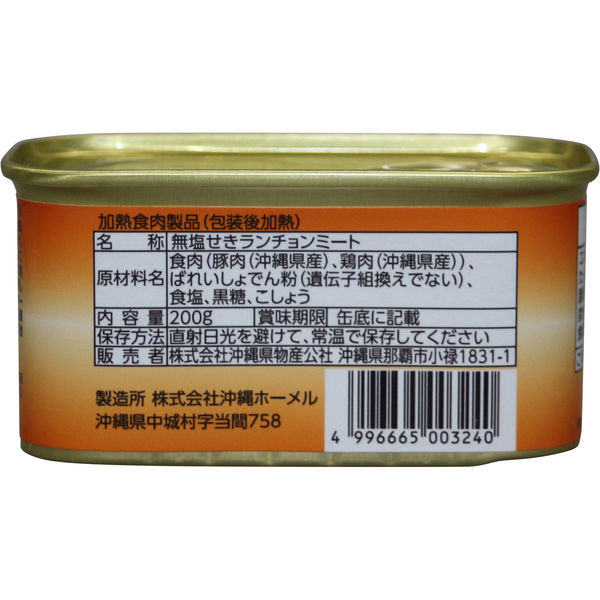 加熱食肉製品(包装後加熱)
名 称 無塩せきランチョンミート
原材料名 食肉(豚肉(沖縄県産)、鶏肉(沖縄県産))、
ばれいしょでん粉(遺伝子組換えでない)、
食塩、黒糖、こしょう
内容量 200g 賞味期限 缶底に記載
保存方法 直射日光を避けて、常温で保存してください
販売者 株式会社沖縄県物産公社 沖縄県那覇市小禄1831-1
製造所 株式会社沖縄ホーメル
沖縄県中城村字当間758
4 996665 003240